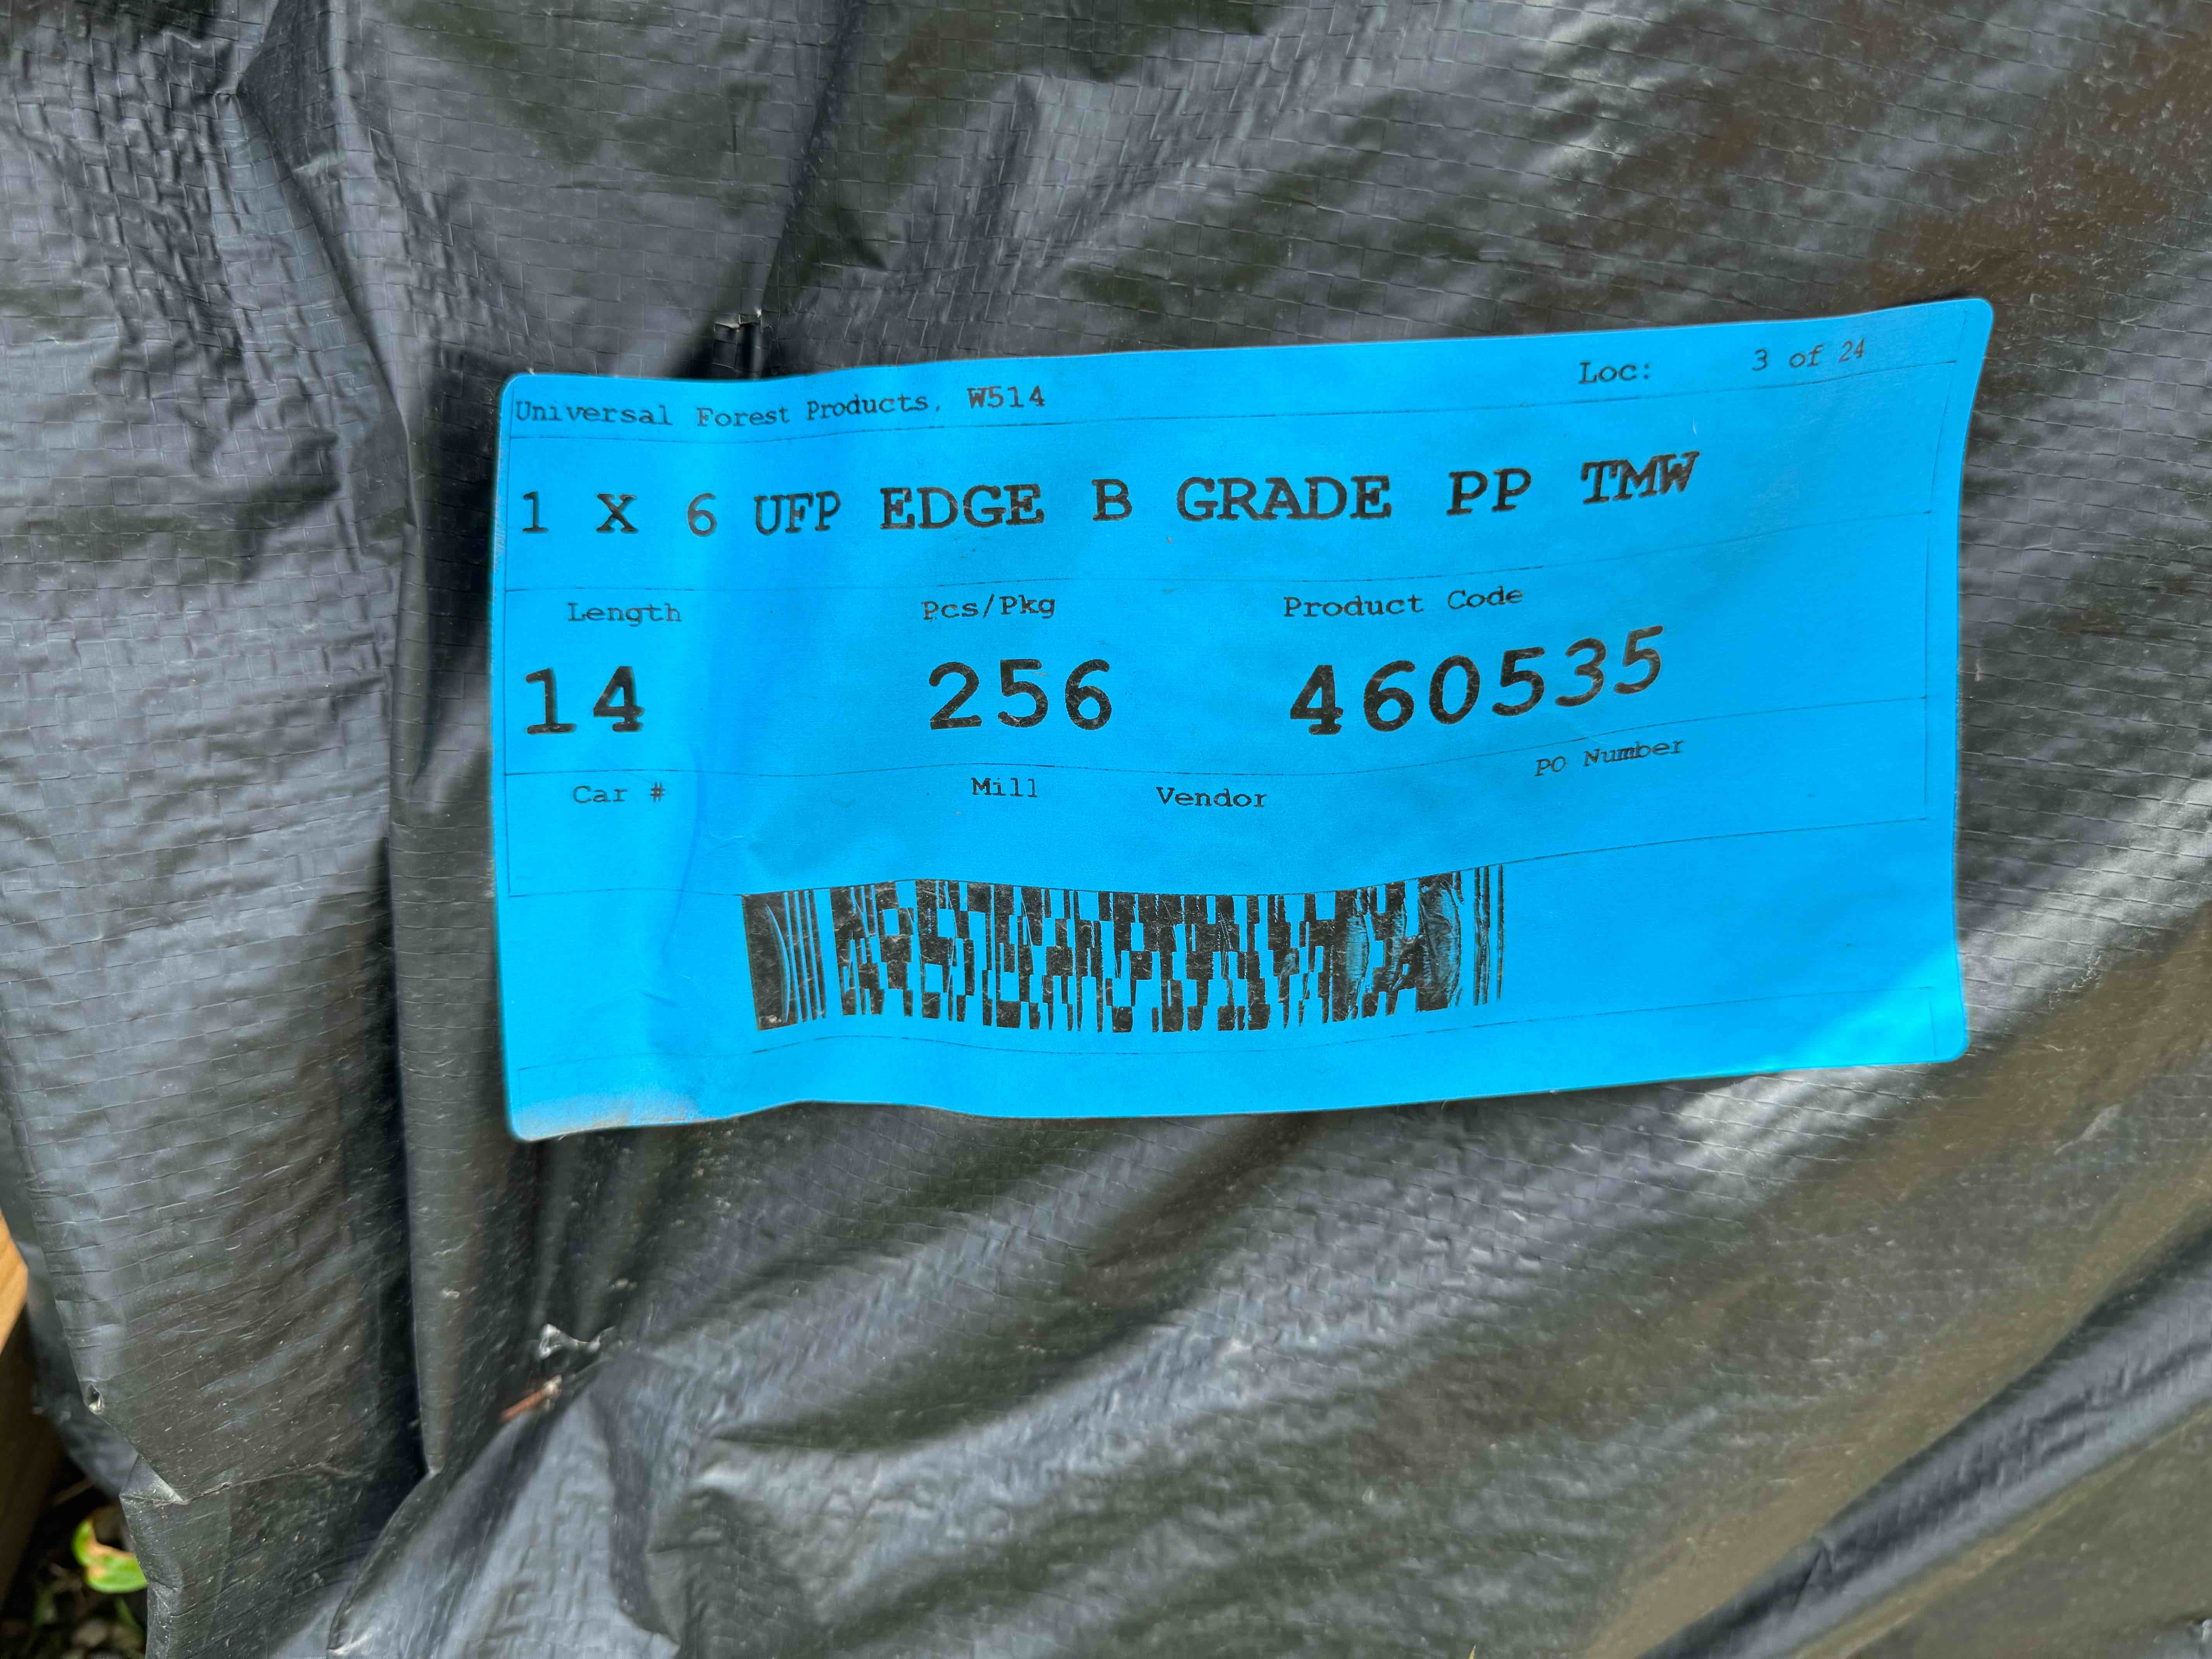 Universal Forest Products, W514 Loc: 3 of 24
1 X 6 UFP EDGE B GRADE PP TMW
Length Pcs/Pkg Product Code
14 256 460535
Car # Mill Vendor PO Number